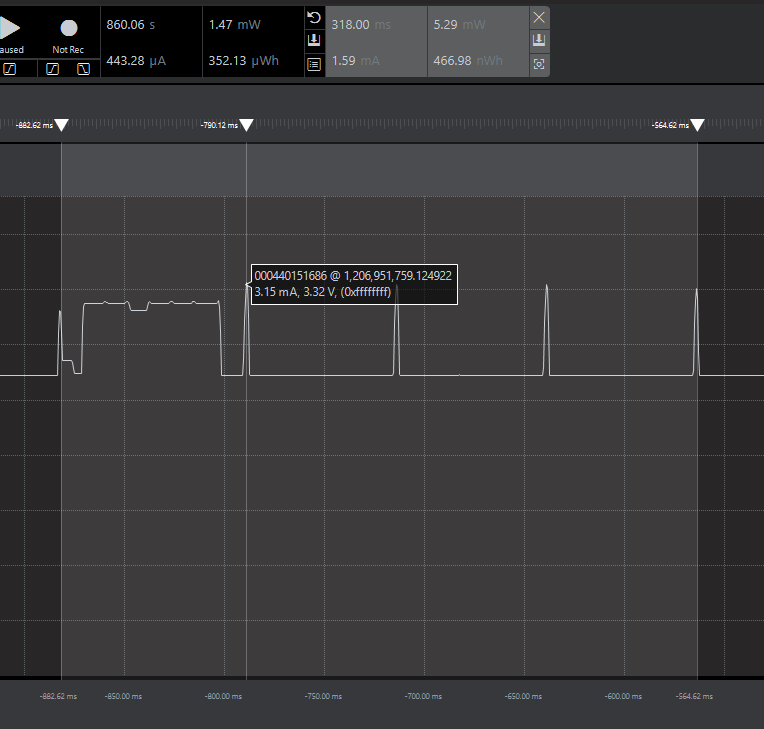 860.06 s
1.47 mW
318.00 ms
5.29 mW
aused
Not Rec
443.28 µA
352.13 µWh
1.59 mA
466.98 nWh
-882.62 ms
-790.12 ms
-564.62 ms
000440151686 @ 1,206,951,759.124922
3.15 mA, 3.32 V, (0xffffffff)
-882.62 ms
-850.00 ms
-800.00 ms
-750.00 ms
-700.00 ms
-650.00 ms
-600.00 ms
-564.62 ms